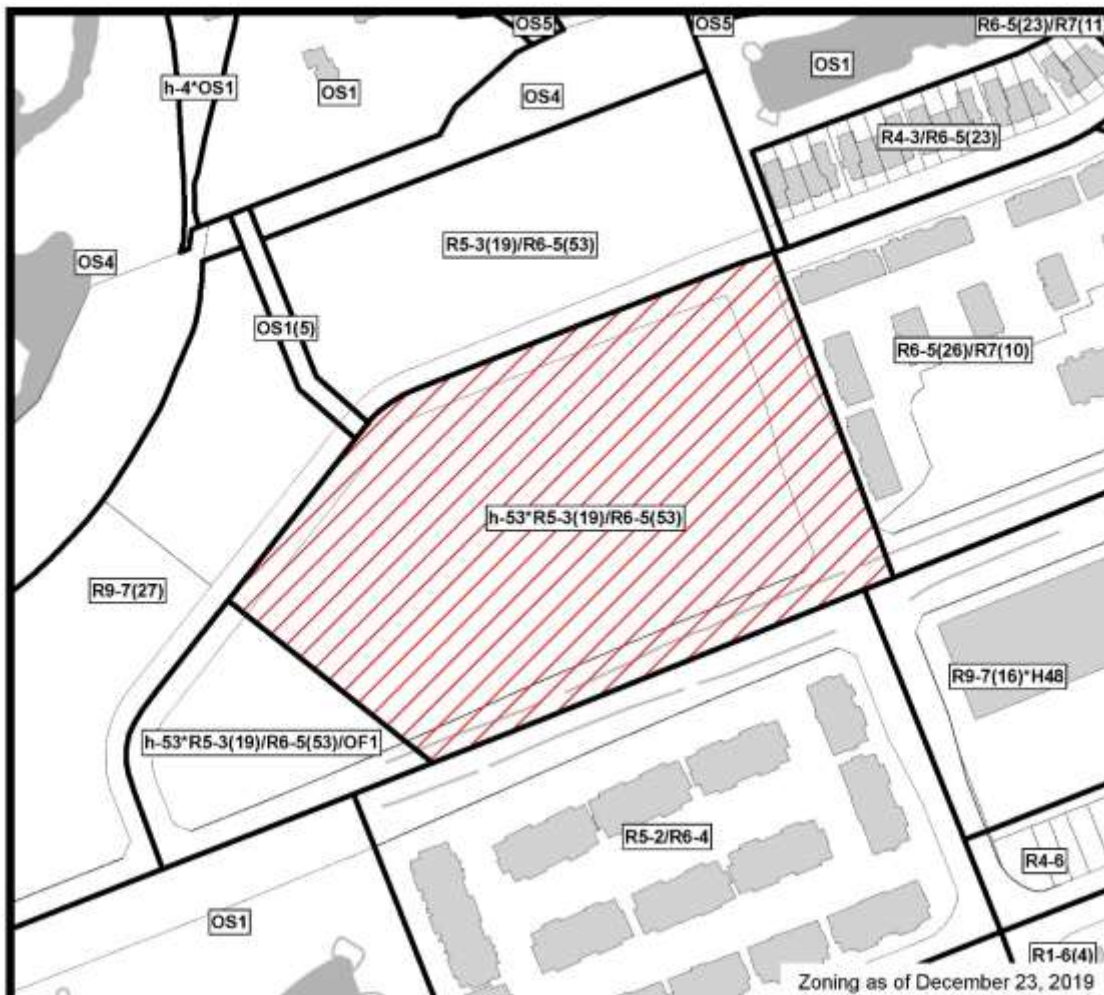 OS5
OS5
R6-5(23)/R7(11)
h-4*OS1
OS1
OS4
OS1
R4-3/R6-5(23)
OS4
R5-3(19)/R6-5(53)
OS1(5)
R6-5(26)/R7(10)
h-53*R5-3(19)/R6-5(53)
R9-7(27)
R9-7(16)*H48
h-53*R5-3(19)/R6-5(53)/OF1
R5-2/R6-4
R4-6
OS1
R1-6(4)
Zoning as of December 23, 2019